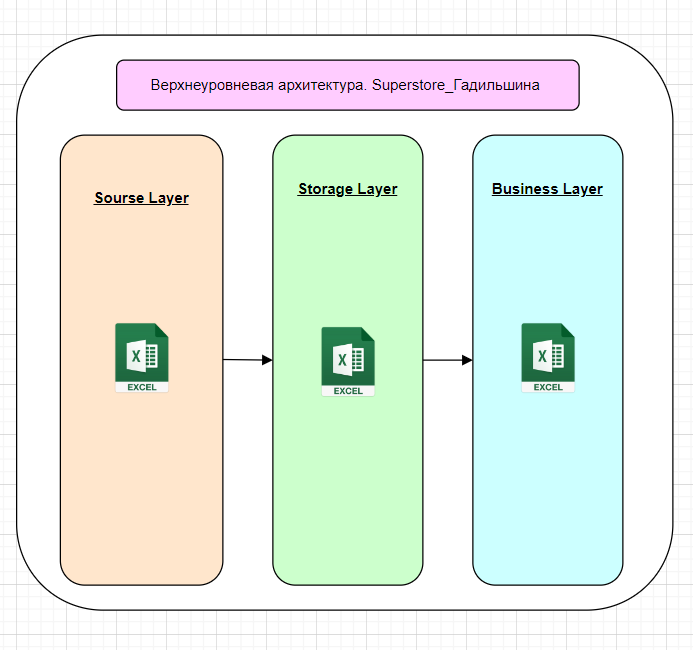 Верхнеуровневая архитектура. Superstore_Гадильшина
Sourse Layer
Storage Layer
Business Layer
X
EXCEL
X
EXCEL
X
EXCEL